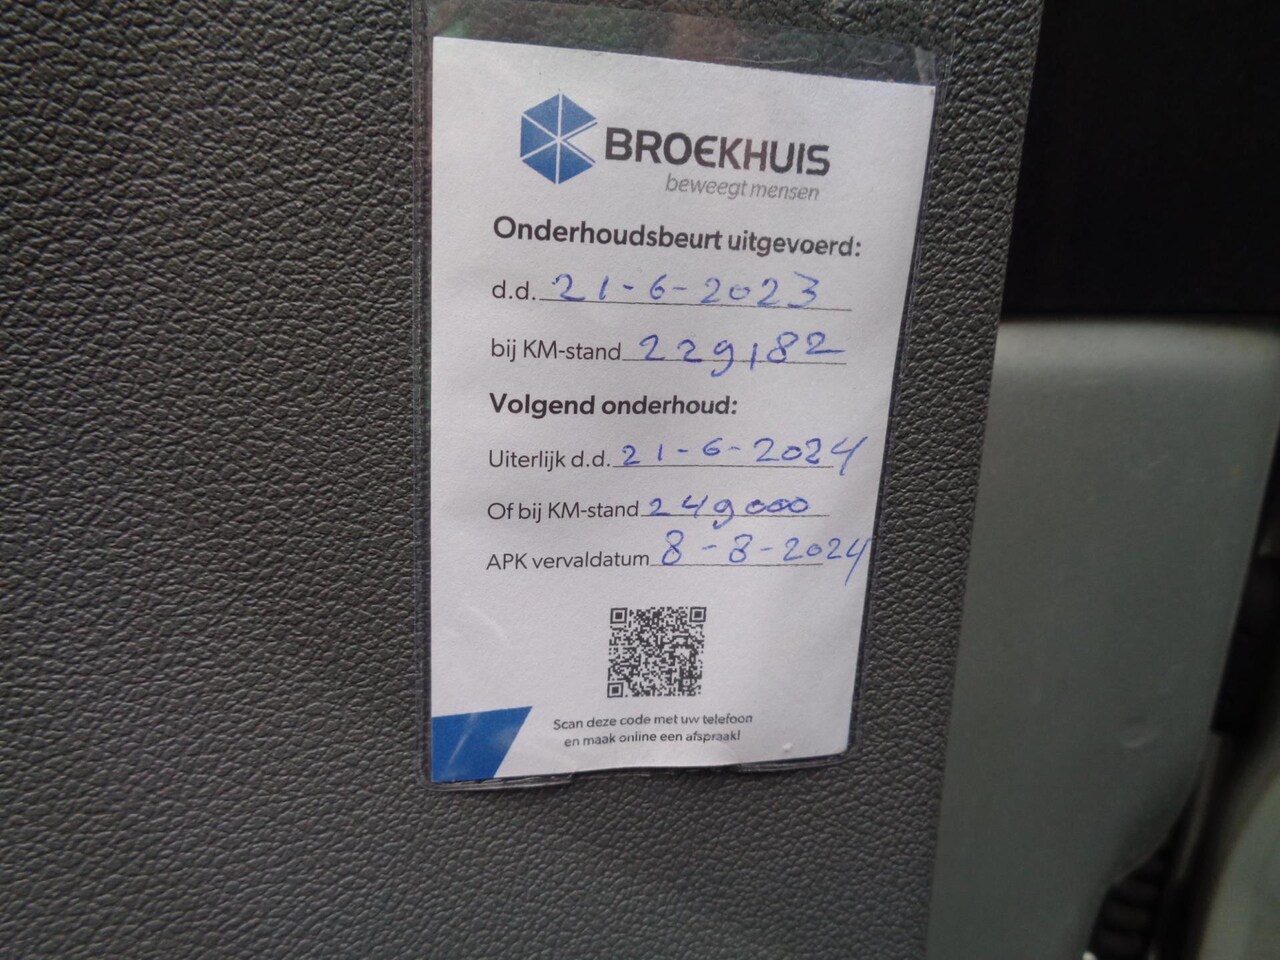 BROEKHUIS
beweegt mensen
Onderhoudsbeurt uitgevoerd:
d.d. 21-6-2023
bij KM-stand 229182
Volgend onderhoud:
Uiterlijk d.d. 21-6-2024
Of bij KM-stand 249000
APK vervaldatum 8-8-2024
Scan deze code met uw telefoon
en maak online een afspraak!